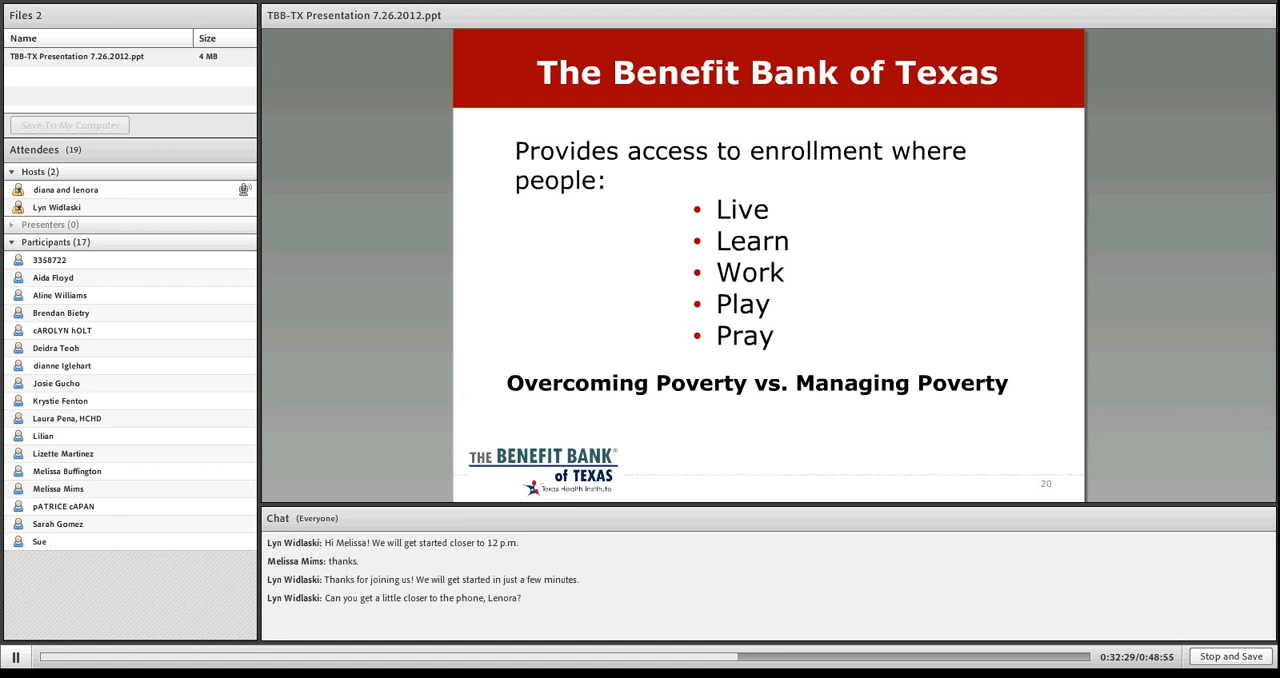 Files 2
Name Size
TBB-TX Presentation 7.26.2012.ppt 4 MB
Save To My Computer
Attendees (19)
Hosts (2)
diana and lenora
Lyn Widlaski
Presenters (0)
Participants (17)
3358722
Aida Floyd
Aline Williams
Brendan Bietry
cAROLYN hOLT
Deidra Teoh
dianne Iglehart
Josie Gucho
Krystie Fenton
Laura Pena, HCHD
Lilian
Lizette Martinez
Melissa Buffington
Melissa Mims
pATRICE cAPAN
Sarah Gomez
Sue
TBB-TX Presentation 7.26.2012.ppt
The Benefit Bank of Texas
Provides access to enrollment where
people:
• Live
• Learn
• Work
• Play
• Pray
Overcoming Poverty vs. Managing Poverty
THE BENEFIT BANK®
of TEXAS
Texas Health Institute
20
Chat (Everyone)
Lyn Widlaski: Hi Melissa! We will get started closer to 12 p.m.
Melissa Mims: thanks.
Lyn Widlaski: Thanks for joining us! We will get started in just a few minutes.
Lyn Widlaski: Can you get a little closer to the phone, Lenora?
0:32:29/0:48:55
Stop and Save